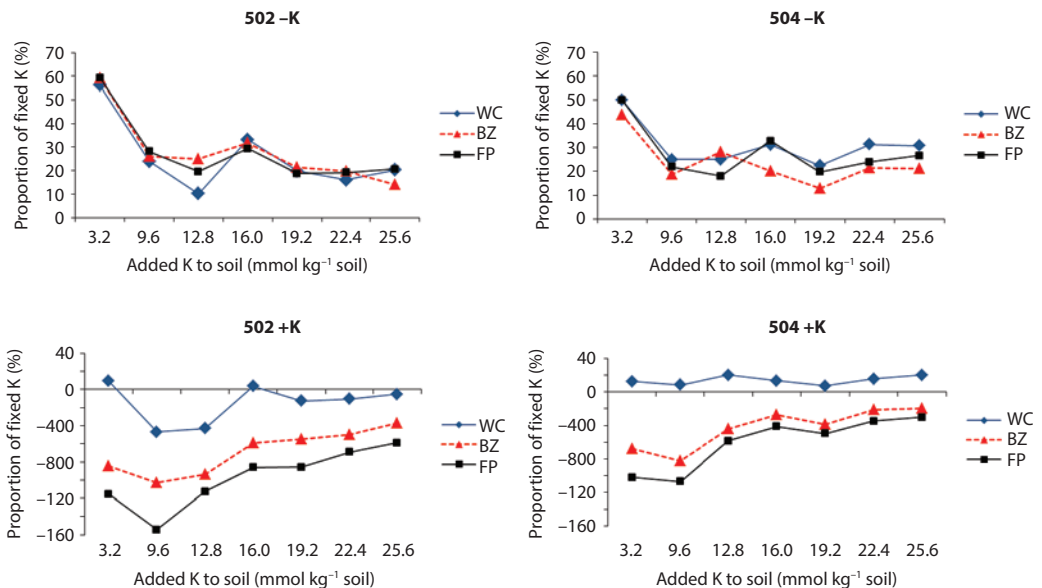 502 –K
Proportion of fixed K (%)
70
60
50
40
30
20
10
0
3.2 9.6 12.8 16.0 19.2 22.4 25.6
Added K to soil (mmol kg⁻¹ soil)
WC
BZ
FP
504 –K
Proportion of fixed K (%)
70
60
50
40
30
20
10
0
3.2 9.6 12.8 16.0 19.2 22.4 25.6
Added K to soil (mmol kg⁻¹ soil)
WC
BZ
FP
502 +K
Proportion of fixed K (%)
40
0
–400
–800
–120
–160
3.2 9.6 12.8 16.0 19.2 22.4 25.6
Added K to soil (mmol kg⁻¹ soil)
WC
BZ
FP
504 +K
Proportion of fixed K (%)
40
0
–400
–800
–120
–160
3.2 9.6 12.8 16.0 19.2 22.4 25.6
Added K to soil (mmol kg⁻¹ soil)
WC
BZ
FP